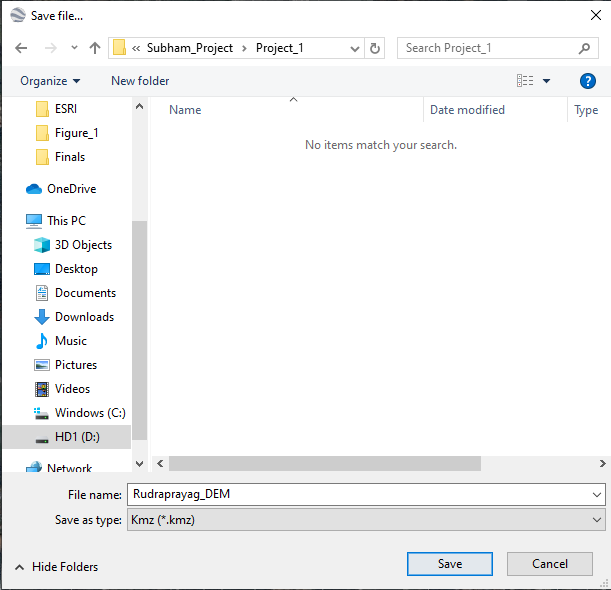 Save file...
« Subham_Project > Project_1
Search Project_1
Organize
New folder
?
Name
Date modified
Type
No items match your search.
ESRI
Figure_1
Finals
OneDrive
This PC
3D Objects
Desktop
Documents
Downloads
Music
Pictures
Videos
Windows (C:)
HD1 (D:)
Network
File name: Rudraprayag_DEM
Save as type: Kmz (*.kmz)
Hide Folders
Save
Cancel